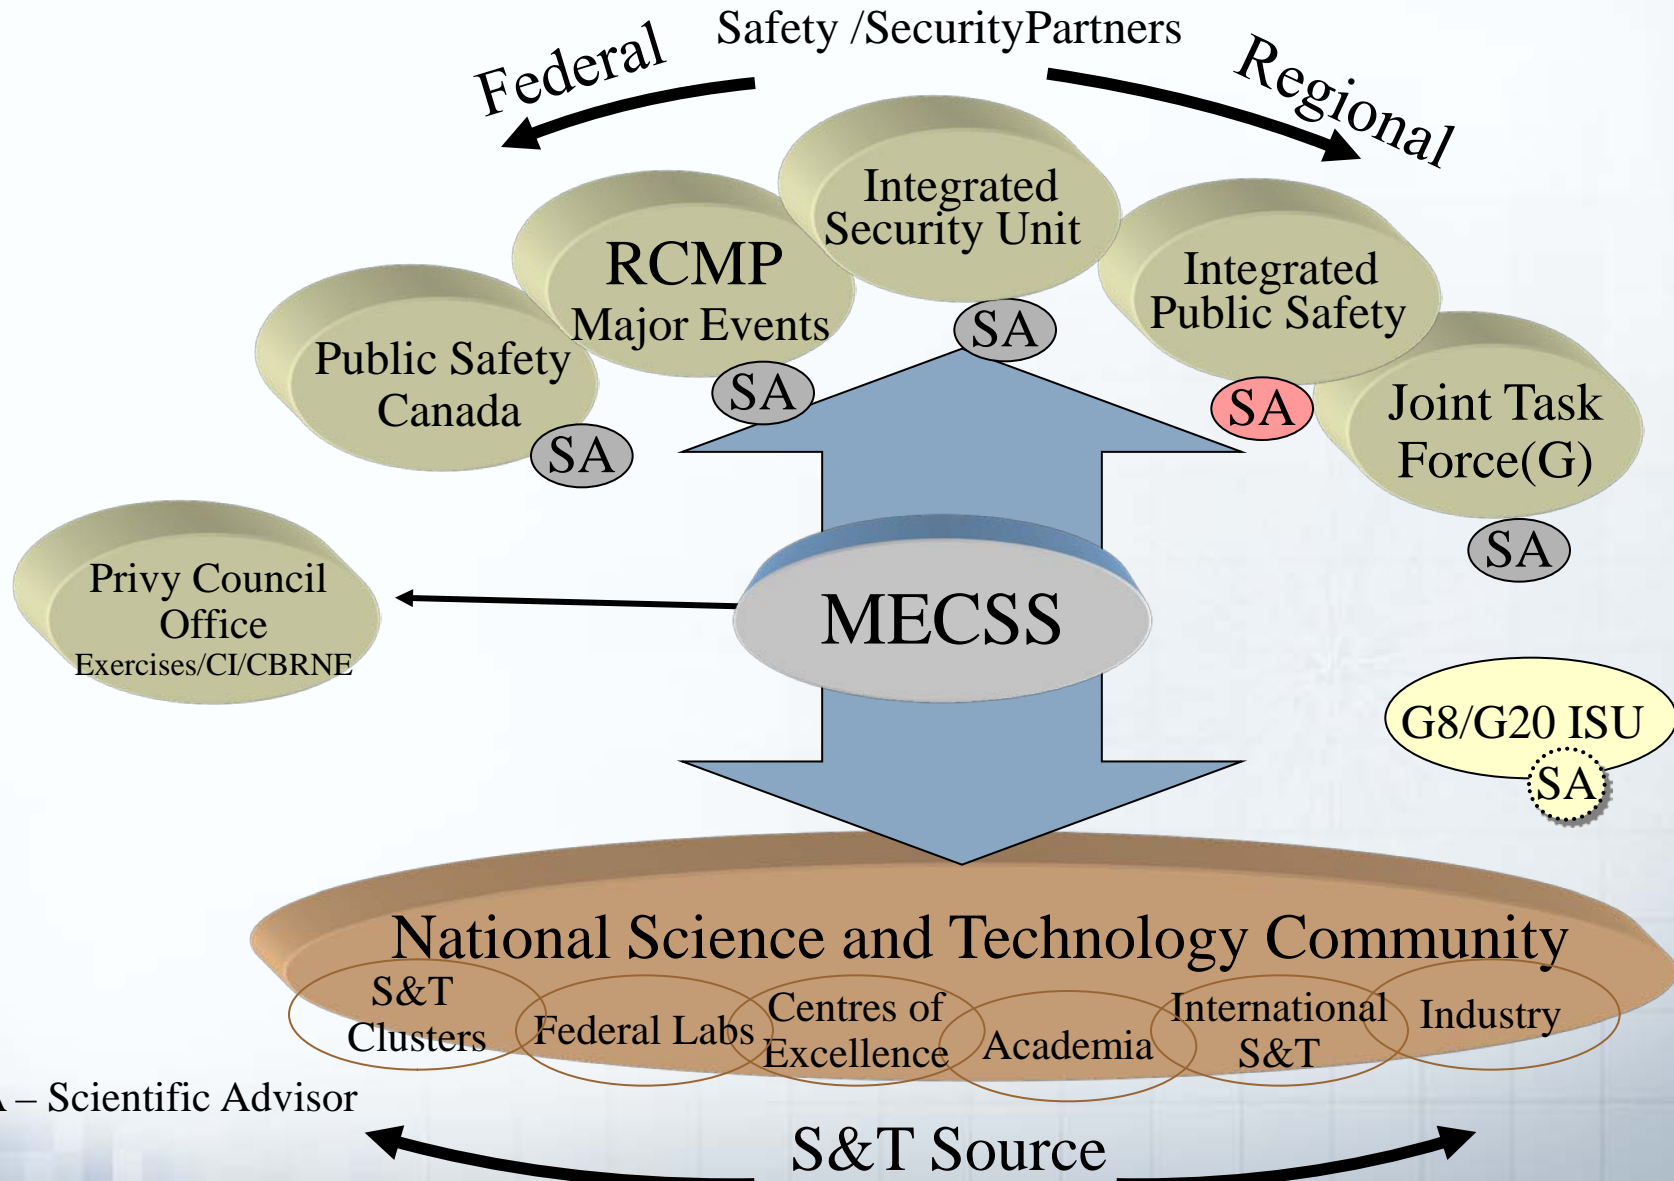 Safety /SecurityPartners
Federal
Regional
Integrated
Security Unit
SA
RCMP
Major Events
SA
Integrated
Public Safety
SA
Public Safety
Canada
SA
Joint Task
Force(G)
SA
Privy Council
Office
Exercises/CI/CBRNE
MECSS
G8/G20 ISU
SA
National Science and Technology Community
S&T
Clusters
Federal Labs
Centres of
Excellence
Academia
International
S&T
Industry
A – Scientific Advisor
S&T Source